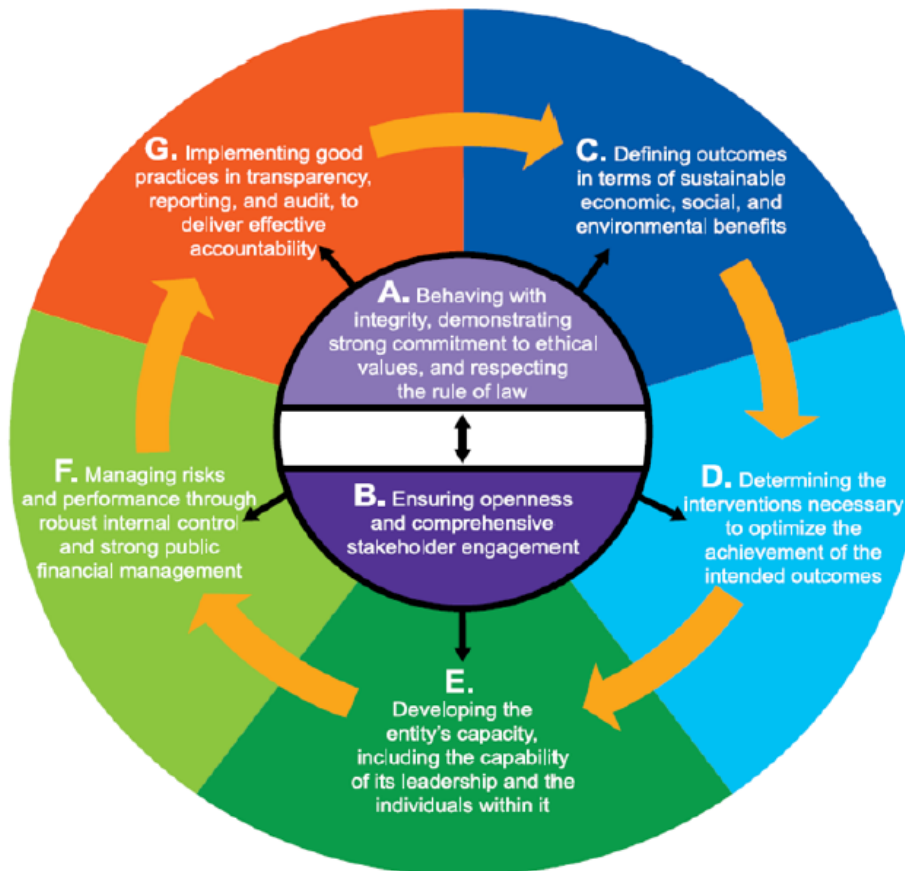 G. Implementing good
practices in transparency,
reporting, and audit, to
deliver effective
accountability
C. Defining outcomes
in terms of sustainable
economic, social, and
environmental benefits
A. Behaving with
integrity, demonstrating
strong commitment to ethical
values, and respecting
the rule of law
F. Managing risks
and performance through
robust internal control
and strong public
financial management
B. Ensuring openness
and comprehensive
stakeholder engagement
D. Determining the
interventions necessary
to optimize the
achievement of the
intended outcomes
E.
Developing the
entity's capacity,
including the capability
of its leadership and the
individuals within it